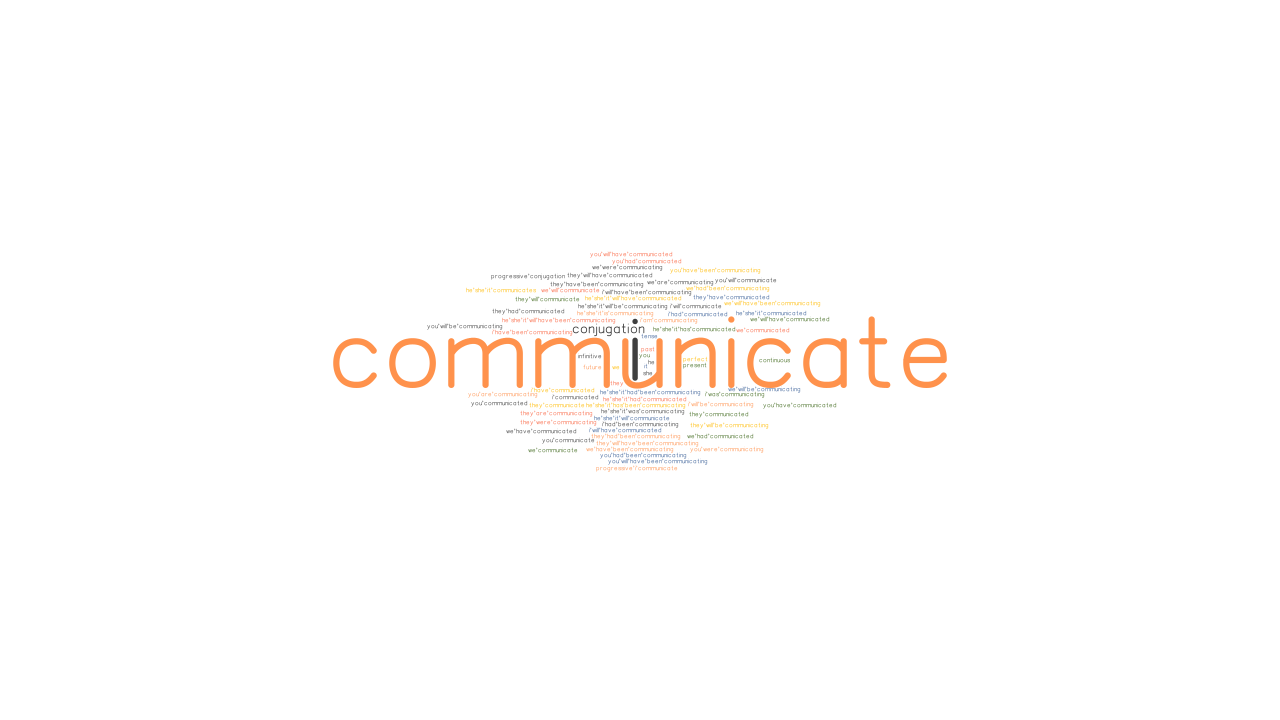 you'will'have'communicated
you'had'communicated
we'were'communicating
you'have'been'communicating
progressive'conjugation they'will'have'communicated
they'have'been'communicating we'are'communicating you'will'communicate
he'she'it'communicates we'will'communicate i'will'have'been'communicating we'had'been'communicating
they'will'communicate he'she'it'will'have'communicated they'have'communicated
he'she'it'will'be'communicating i'will'communicate we'will'have'been'communicating
they'had'communicated he'she'it'is'communicating i'had'communicated he'she'it'communicated
he'she'it'will'have'been'communicating i'am'communicating we'will'have'communicated
you'will'be'communicating i'have'been'communicating conjugation he'she'it'has'communicated we'communicated
tense
i
communicate
past
infinitive you perfect continuous
he
future we it present
she
they
i'have'communicated he'she'it'had'been'communicating we'will'be'communicating
you'are'communicating i'communicated i'was'communicating
he'she'it'had'communicated
you'communicated they'communicate he'she'it'has'been'communicating i'will'be'communicating you'have'communicated
they'are'communicating he'she'it'was'communicating they'communicated
he'she'it'will'communicate
they'were'communicating i'had'been'communicating they'will'be'communicating
we'have'communicated i'will'have'communicated
you'communicate they'had'been'communicating we'had'communicated
they'will'have'been'communicating
we'communicate we'have'been'communicating you'were'communicating
you'had'been'communicating
you'will'have'been'communicating
progressive'i'communicate